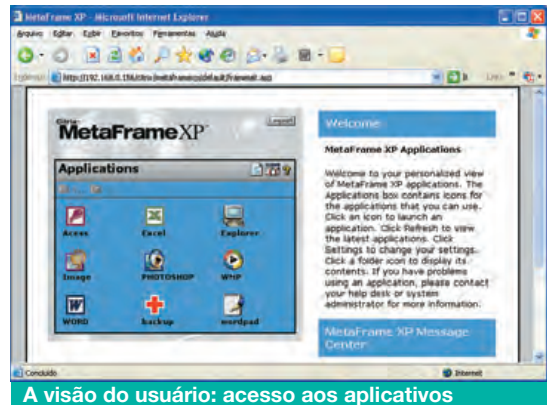 MetaFrame XP - Microsoft Internet Explorer
Arquivo Editar Exibir Favoritos Ferramentas Ajuda
Citrix
MetaFrame XP
Logout
Applications
Acess Excel Explorer
Image PHOTOSHOP WMP
WORD backup wordpad
Welcome
MetaFrame XP Applications
Welcome to your personalized view
of MetaFrame XP applications. The
Applications box contains icons for
the applications that you can use.
Click an icon to launch an
application. Click Refresh to view
the latest applications. Click
Settings to change your settings.
Click a folder icon to display its
contents. If you have problems
using an application, please contact
your help desk or system
administrator for more information.
MetaFrame XP Message
Center
Concluído Internet
A visão do usuário: acesso aos aplicativos